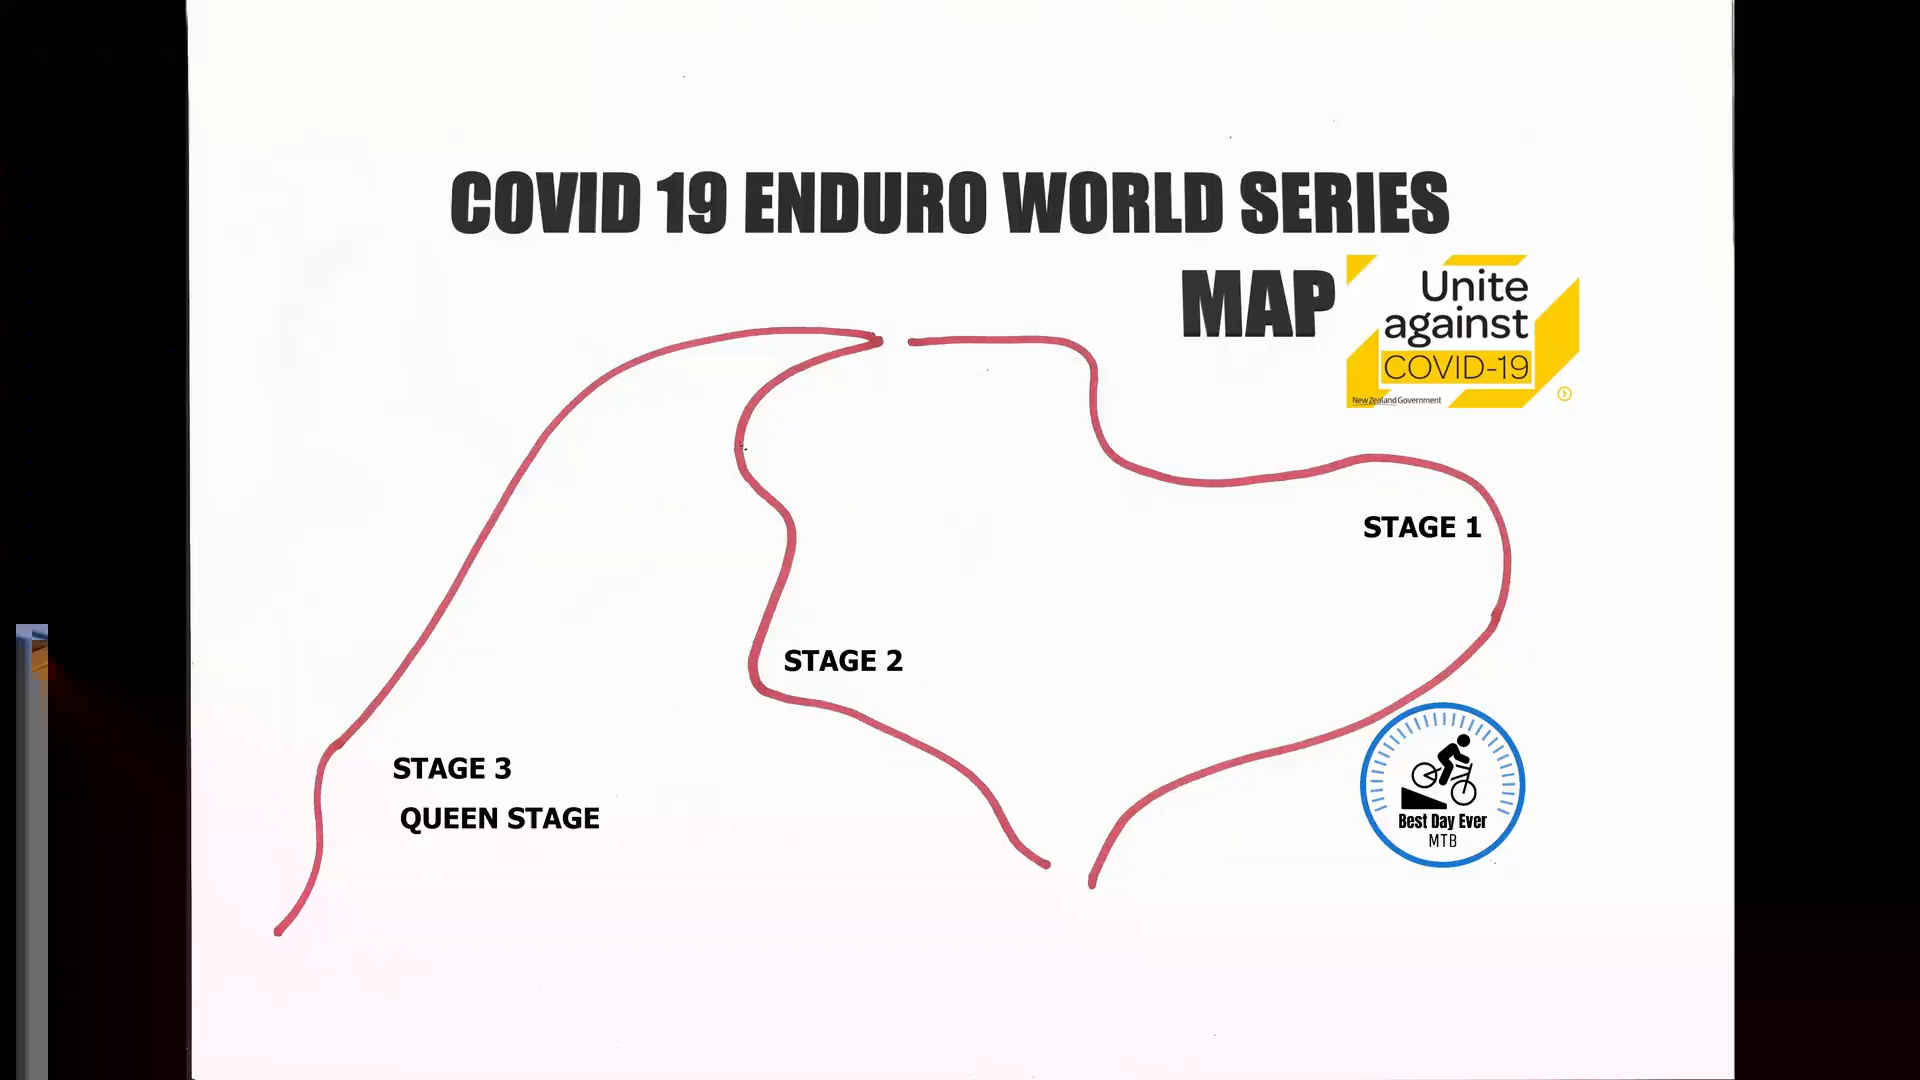 COVID 19 ENDURO WORLD SERIES
MAP
Unite
against
COVID-19
New Zealand Government
STAGE 1
STAGE 2
STAGE 3
QUEEN STAGE
Best Day Ever
MTB